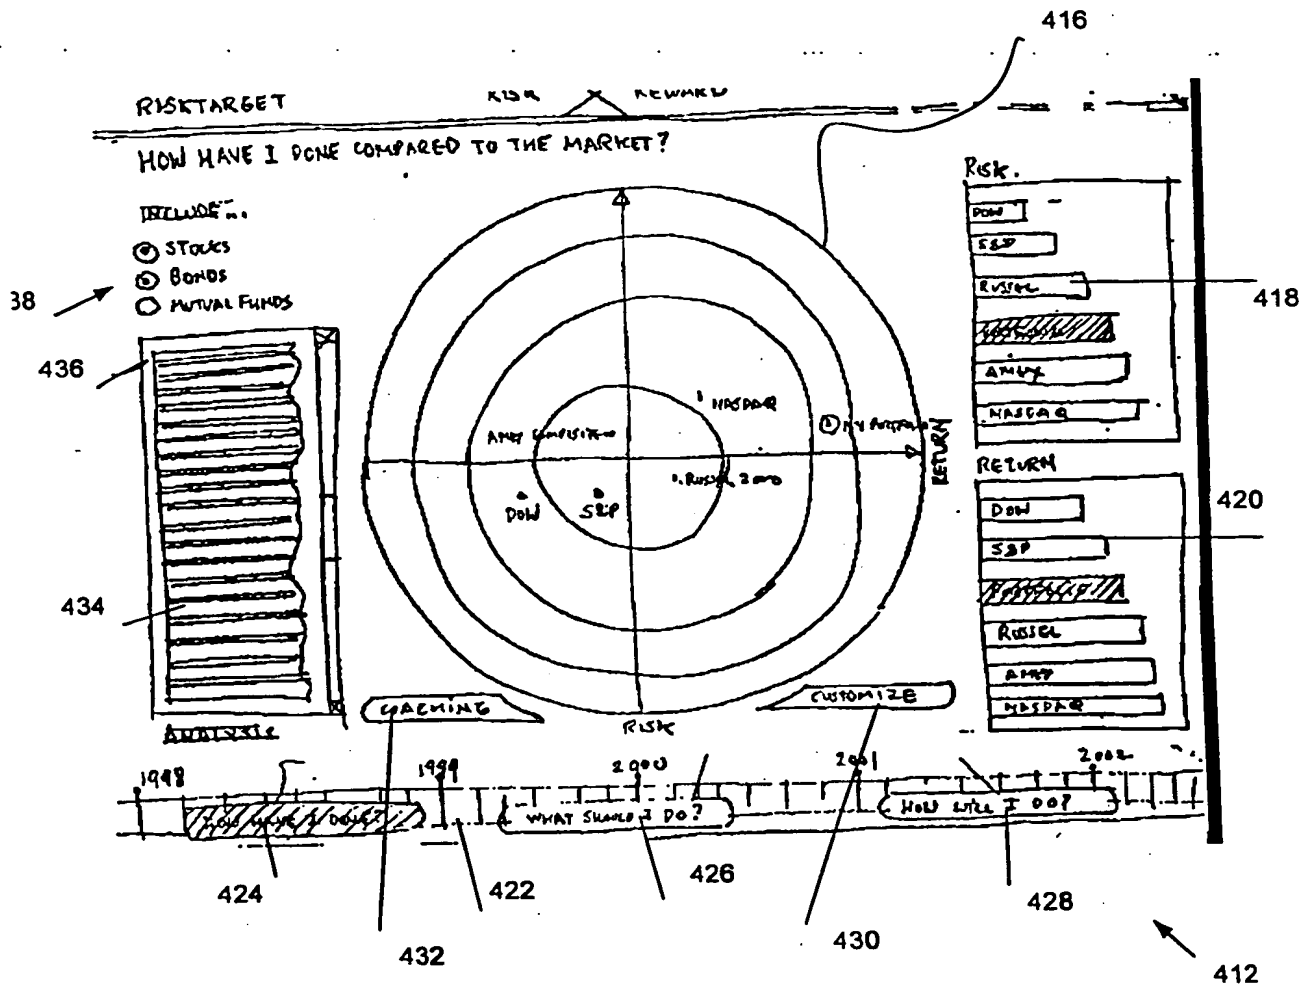 416
RISKTARGET
RISK REWARD
HOW HAVE I DONE COMPARED TO THE MARKET?
INCLUDE...
STOCKS
BONDS
MUTUAL FUNDS
38
436
434
ANALYSIS
NASDAQ
AMEX COMPOSITE
MY
RUSSEL 2000
DOW
S&P
RETURN
RISK
COACHING
CUSTOMIZE
RISK.
DOW
S&P
RUSSEL
AMEX
NASDAQ
418
RETURN
DOW
S&P
PORTFOLIO
RUSSEL
AMEX
NASDAQ
420
1998
1999
2000
2001
2002
HOW HAVE I DONE?
WHAT SHOULD I DO?
HOW WILL I DO?
424
422
426
428
432
430
412